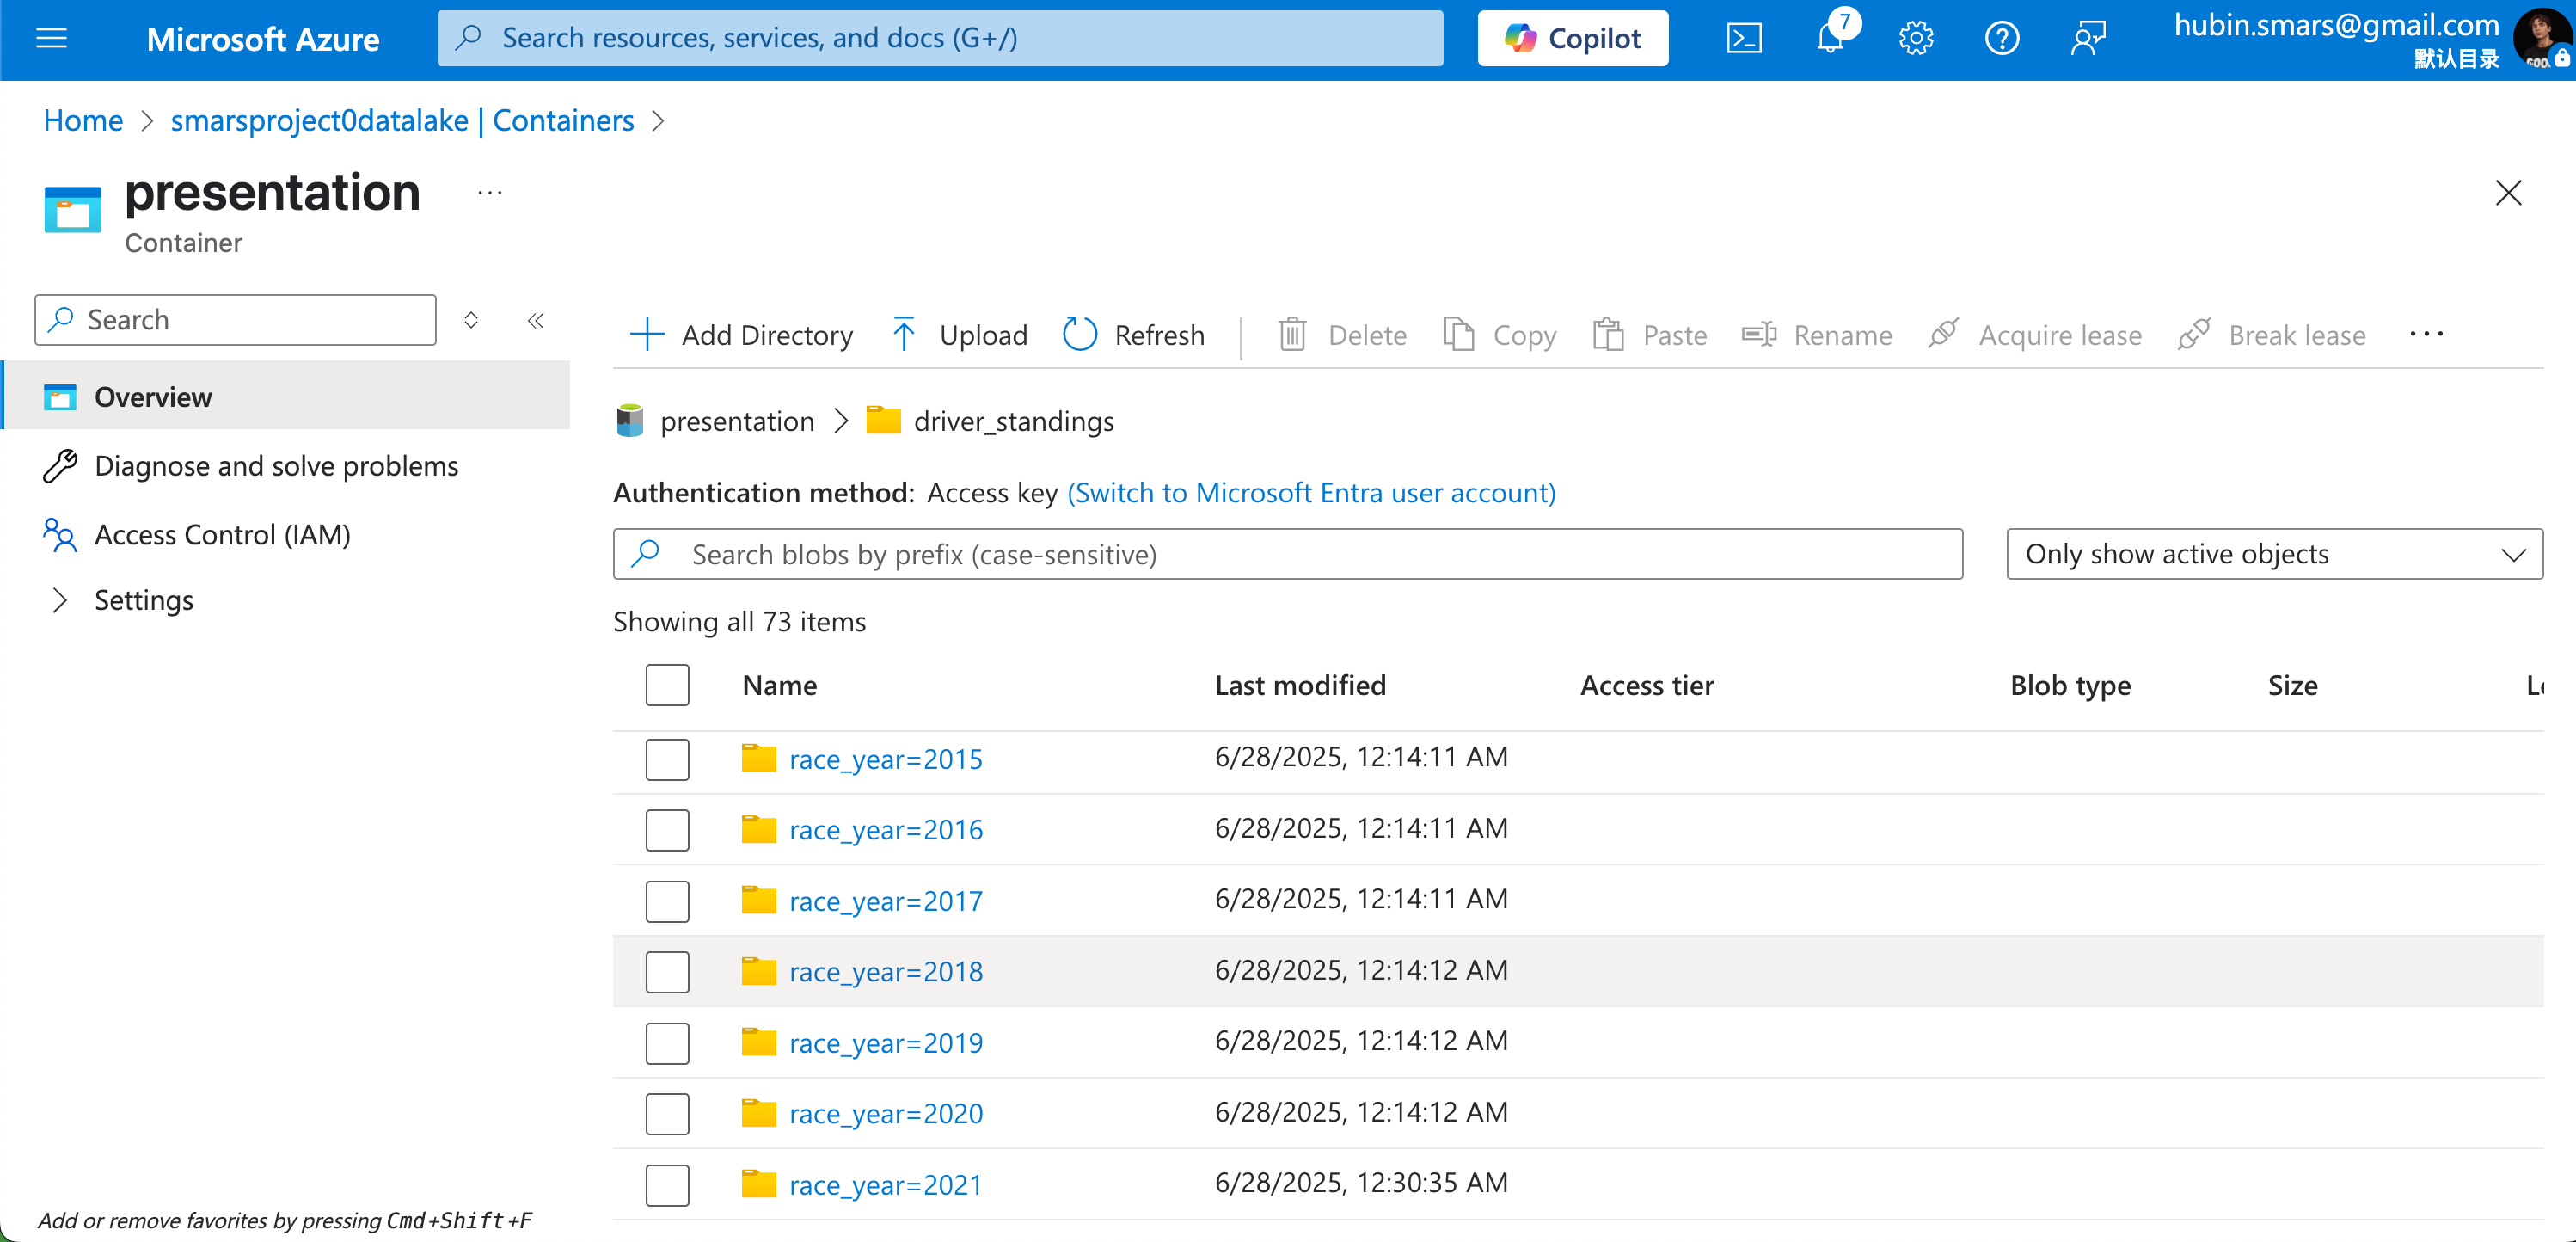 Microsoft Azure
Search resources, services, and docs (G+/)
Copilot
7
hubin.smars@gmail.com
默认目录
Home > smarsproject0datalake | Containers >
presentation ...
Container
Search
Overview
Diagnose and solve problems
Access Control (IAM)
Settings
Add or remove favorites by pressing Cmd+Shift+F
Add Directory Upload Refresh Delete Copy Paste Rename Acquire lease Break lease ...
presentation > driver_standings
Authentication method: Access key (Switch to Microsoft Entra user account)
Search blobs by prefix (case-sensitive) Only show active objects
Showing all 73 items
Name Last modified Access tier Blob type Size
race_year=2015 6/28/2025, 12:14:11 AM
race_year=2016 6/28/2025, 12:14:11 AM
race_year=2017 6/28/2025, 12:14:11 AM
race_year=2018 6/28/2025, 12:14:12 AM
race_year=2019 6/28/2025, 12:14:12 AM
race_year=2020 6/28/2025, 12:14:12 AM
race_year=2021 6/28/2025, 12:30:35 AM